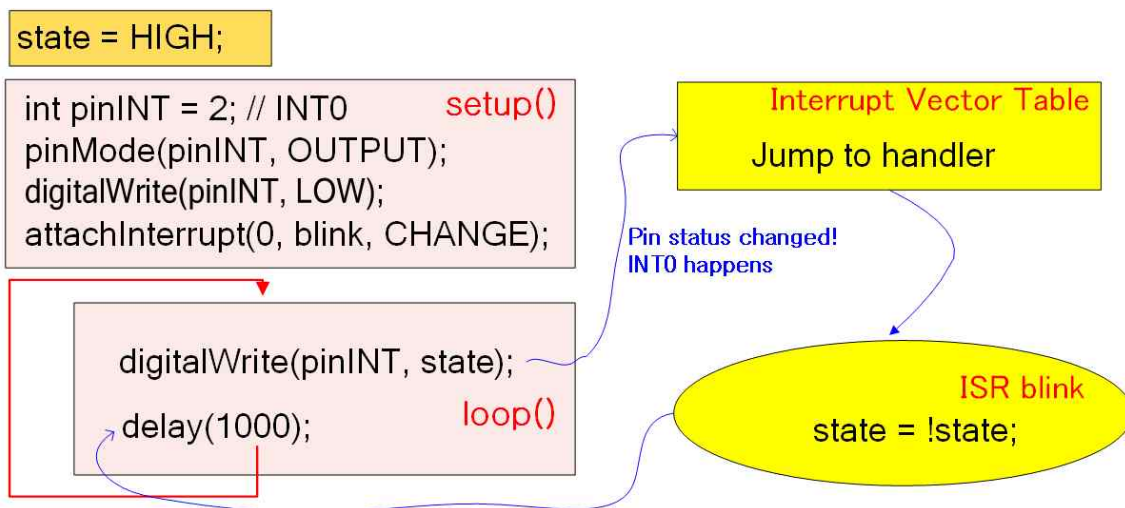 state = HIGH;
int pinINT = 2; // INT0
setup()
pinMode(pinINT, OUTPUT);
digitalWrite(pinINT, LOW);
attachInterrupt(0, blink, CHANGE);
Interrupt Vector Table
Jump to handler
Pin status changed!
INT0 happens
digitalWrite(pinINT, state);
delay(1000);
loop()
ISR blink
state = !state;